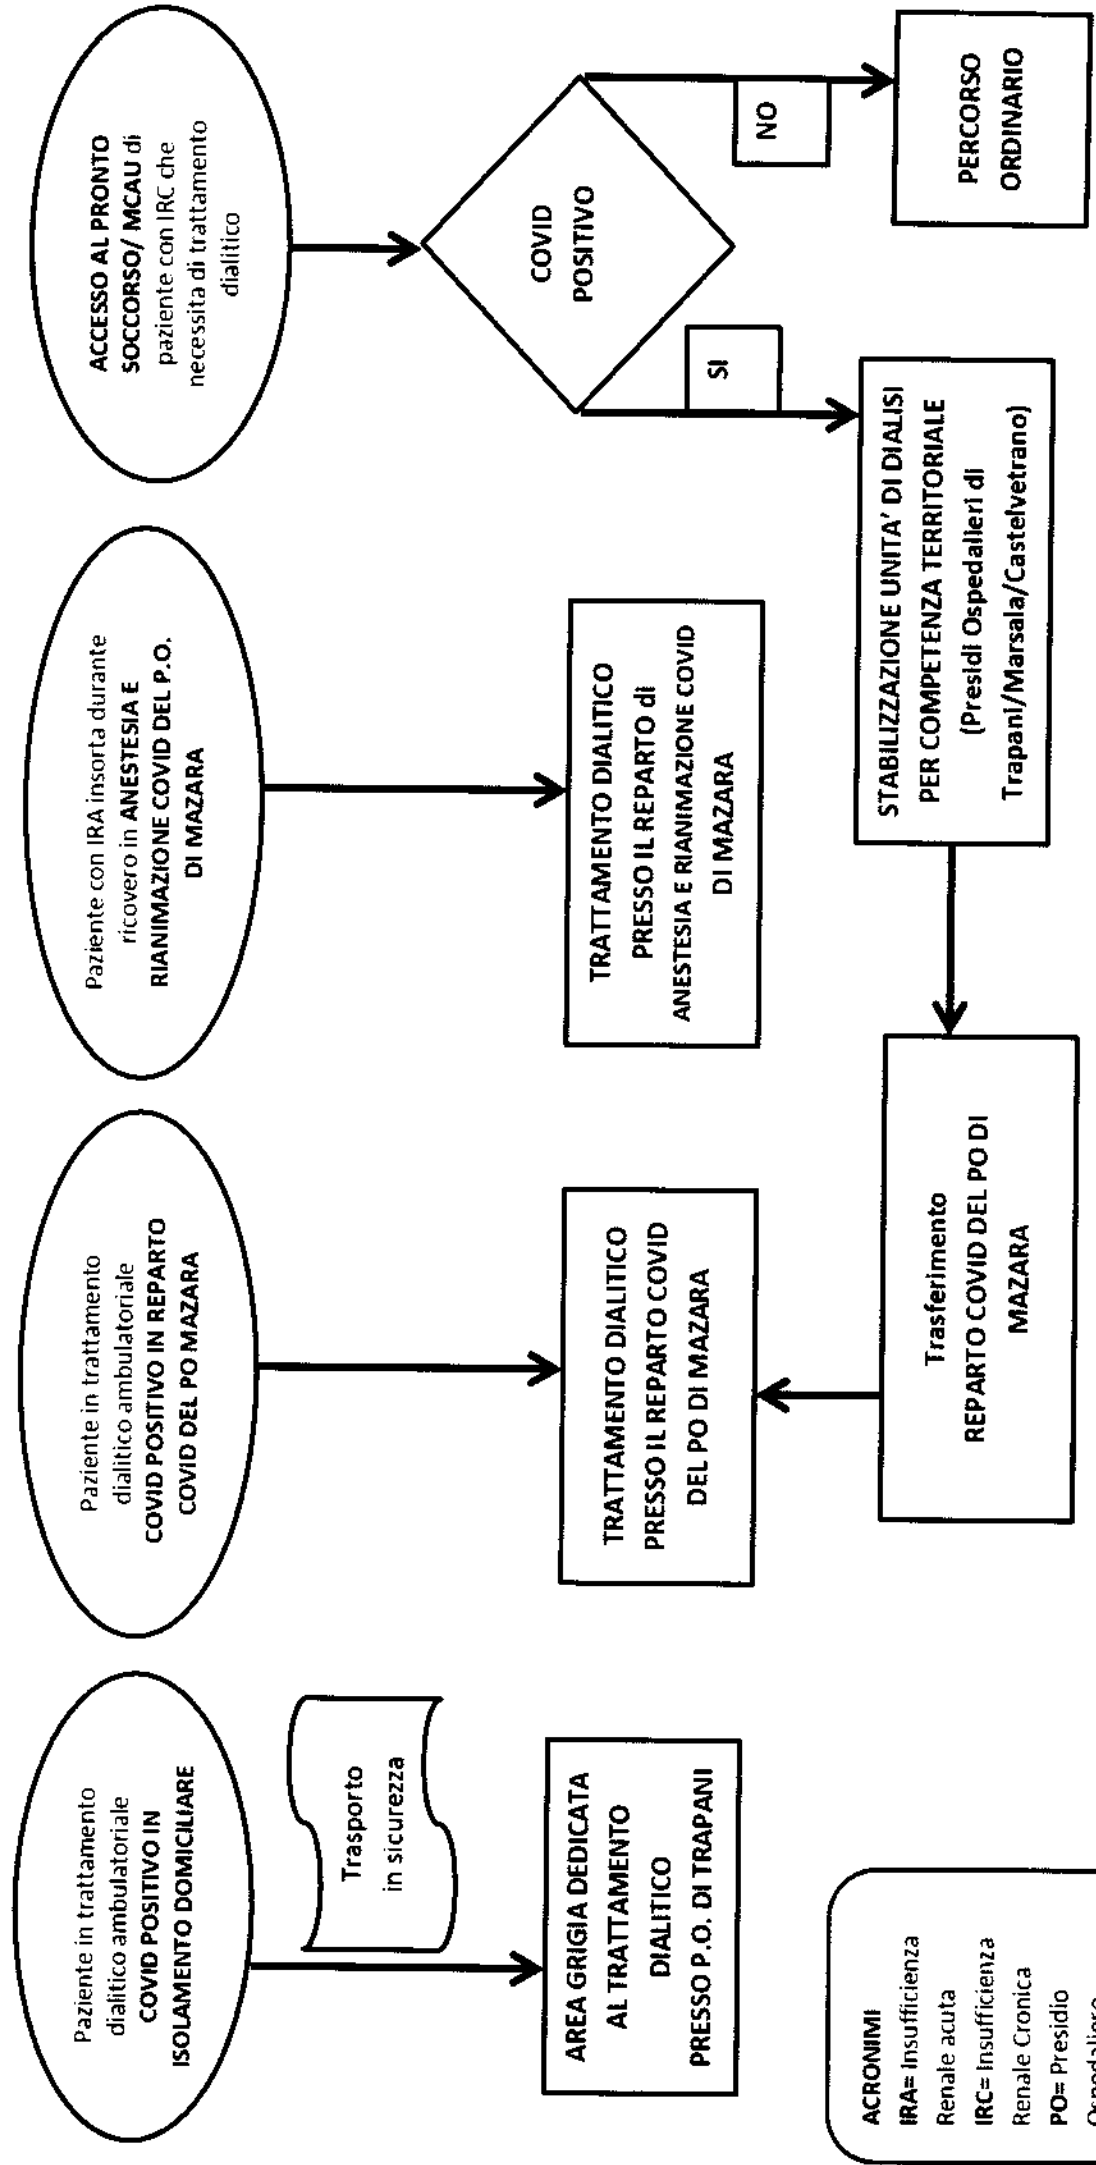 Paziente in trattamento
dialitico ambulatoriale
COVID POSITIVO IN
ISOLAMENTO DOMICILIARE
Trasporto
in sicurezza
AREA GRIGIA DEDICATA
AL TRATTAMENTO
DIALITICO
PRESSO P.O. DI TRAPANI
Paziente in trattamento
dialitico ambulatoriale
COVID POSITIVO IN REPARTO
COVID DEL PO MAZARA
TRATTAMENTO DIALITICO
PRESSO IL REPARTO COVID
DEL PO DI MAZARA
Paziente con IRA insorta durante
ricovero in ANESTESIA E
RIANIMAZIONE COVID DEL P.O.
DI MAZARA
TRATTAMENTO DIALITICO
PRESSO IL REPARTO di
ANESTESIA E RIANIMAZIONE COVID
DI MAZARA
ACCESSO AL PRONTO
SOCCORSO/ MCAU di
paziente con IRC che
necessita di trattamento
dialitico
COVID
POSITIVO
SI
NO
PERCORSO
ORDINARIO
STABILIZZAZIONE UNITA' DI DIALISI
PER COMPETENZA TERRITORIALE
(Presidi Ospedalieri di
Trapani/Marsala/Castelvetrano)
Trasferimento
REPARTO COVID DEL PO DI
MAZARA
ACRONIMI
IRA= Insufficienza
Renale acuta
IRC= Insufficienza
Renale Cronica
PO= Presidio
Ospedaliero